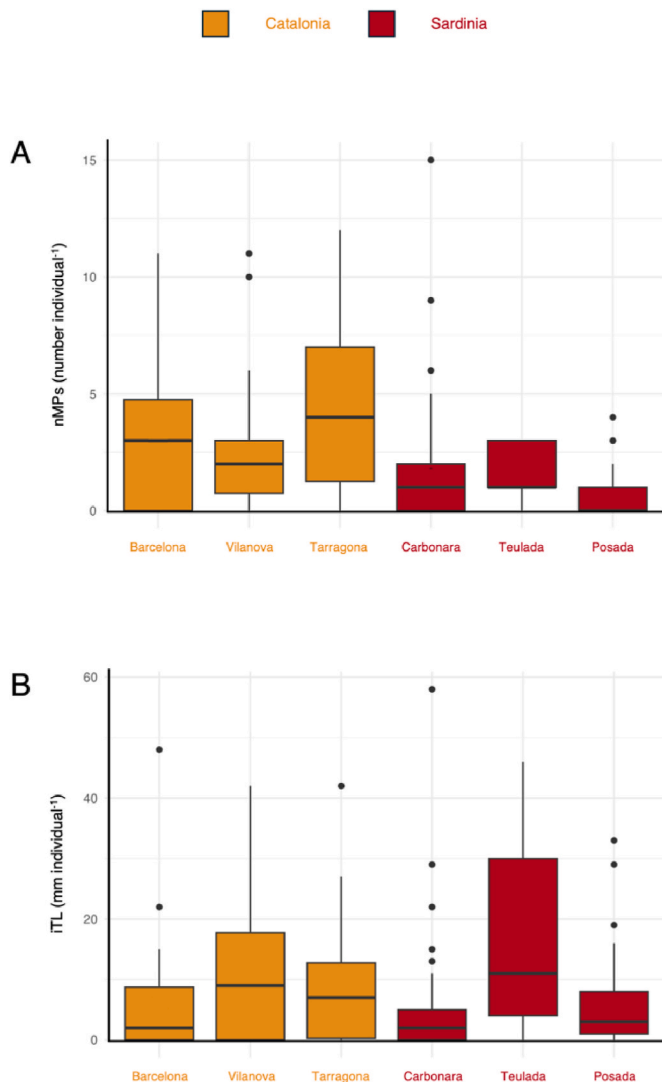 Catalonia Sardinia
A
nMPs (number individual⁻¹)
15
10
5
0
Barcelona Vilanova Tarragona Carbonara Teulada Posada
B
iTL (mm individual⁻¹)
60
40
20
0
Barcelona Vilanova Tarragona Carbonara Teulada Posada